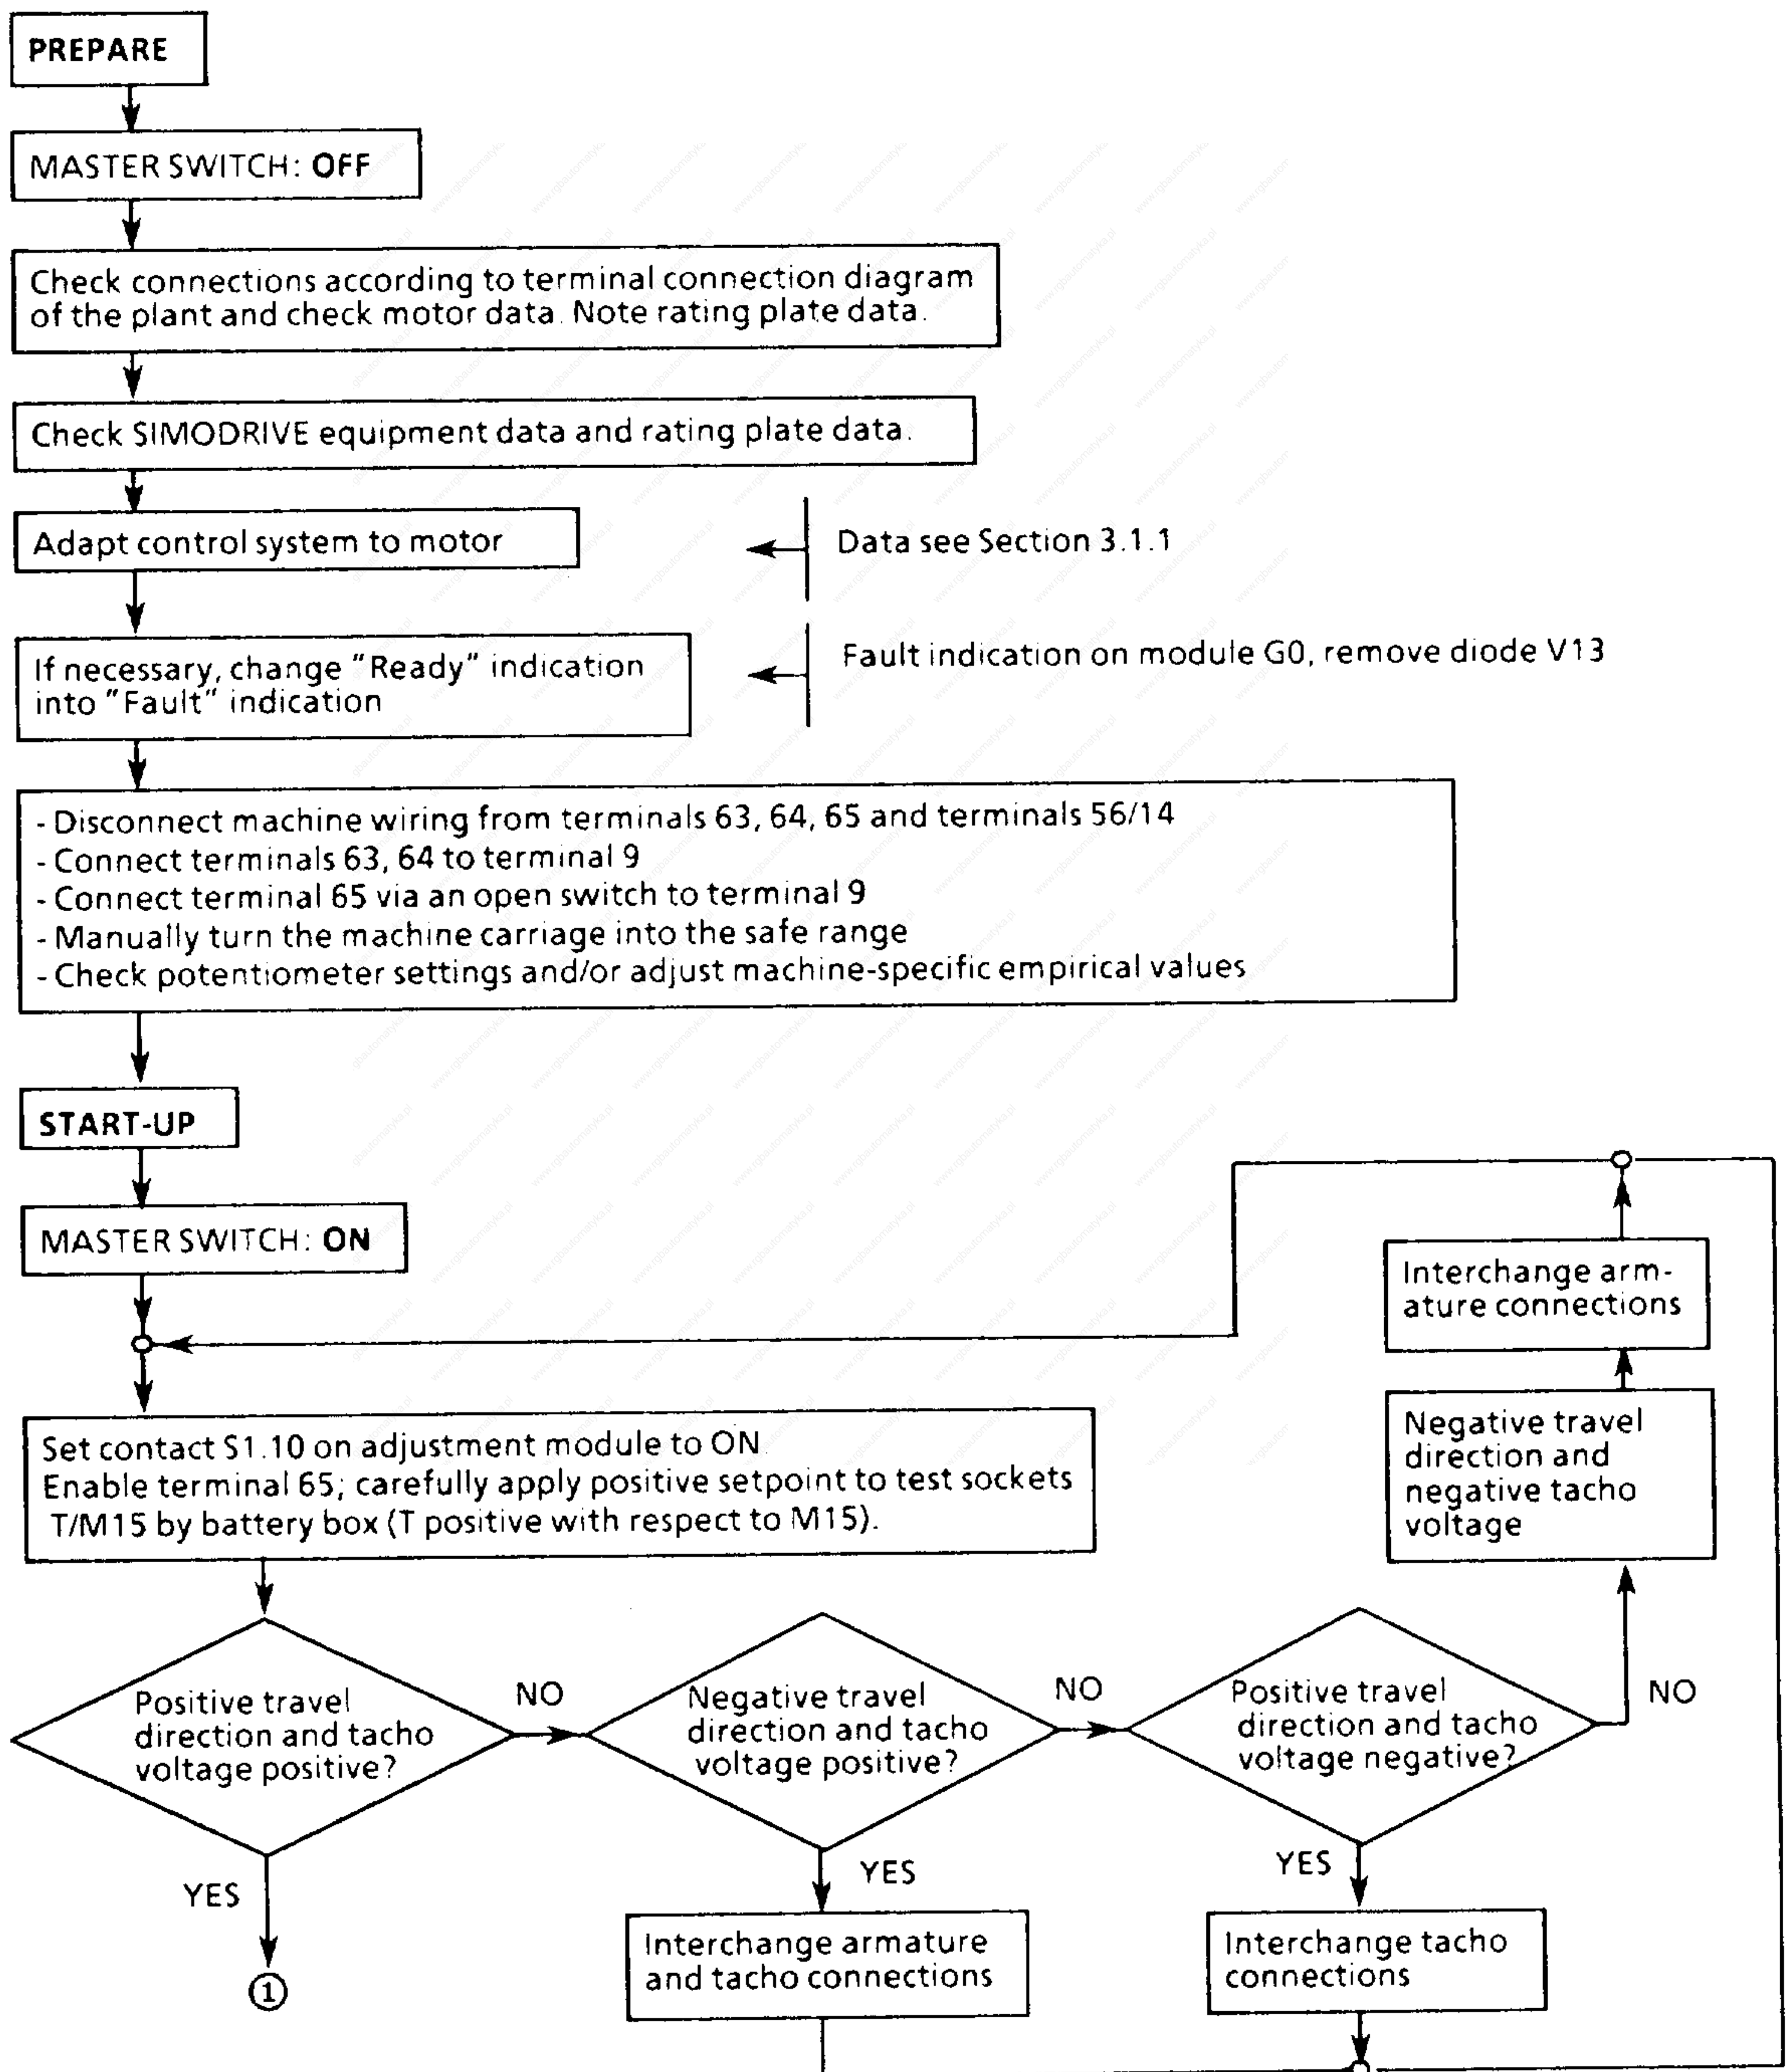 PREPARE
MASTER SWITCH: OFF
Check connections according to terminal connection diagram
of the plant and check motor data. Note rating plate data.
Check SIMODRIVE equipment data and rating plate data.
Adapt control system to motor
Data see Section 3.1.1
If necessary, change "Ready" indication
into "Fault" indication
Fault indication on module G0, remove diode V13
- Disconnect machine wiring from terminals 63, 64, 65 and terminals 56/14
- Connect terminals 63, 64 to terminal 9
- Connect terminal 65 via an open switch to terminal 9
- Manually turn the machine carriage into the safe range
- Check potentiometer settings and/or adjust machine-specific empirical values
START-UP
MASTER SWITCH: ON
Interchange arm-
ature connections
Negative travel
direction and
negative tacho
voltage
Set contact S1.10 on adjustment module to ON.
Enable terminal 65; carefully apply positive setpoint to test sockets
T/M15 by battery box (T positive with respect to M15).
Positive travel
direction and tacho
voltage positive?
NO
Negative travel
direction and tacho
voltage positive?
NO
Positive travel
direction and tacho
voltage negative?
NO
YES
YES
YES
1
Interchange armature
and tacho connections
Interchange tacho
connections
www.rgbautomatyka.pl